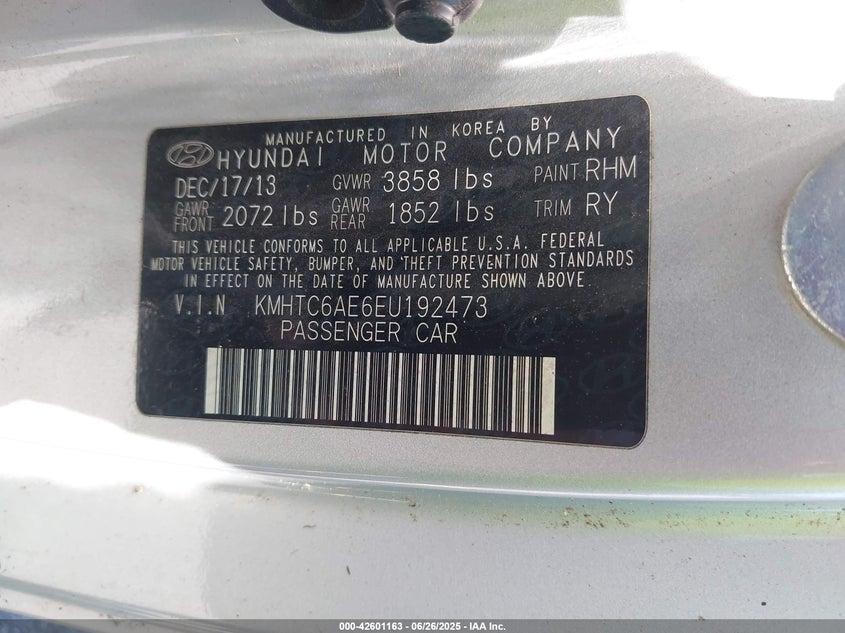 MANUFACTURED IN KOREA BY
HYUNDAI MOTOR COMPANY
DEC/17/13 GVWR 3858 lbs PAINT RHM
GAWR FRONT 2072 lbs GAWR REAR 1852 lbs TRIM RY
THIS VEHICLE CONFORMS TO ALL APPLICABLE U.S.A. FEDERAL
MOTOR VEHICLE SAFETY, BUMPER, AND THEFT PREVENTION STANDARDS
IN EFFECT ON THE DATE OF MANUFACTURE SHOWN ABOVE.
V.I.N KMHTC6AE6EU192473
PASSENGER CAR
000-42601163 - 06/26/2025 - IAA Inc.